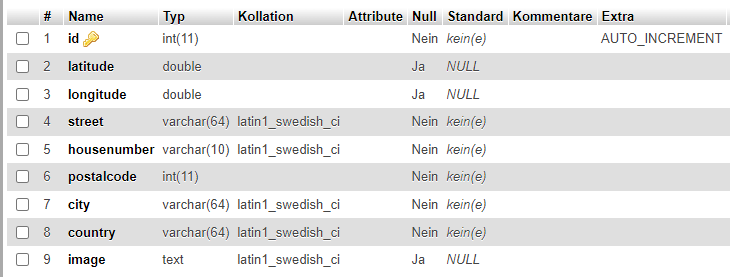 # Name Typ Kollation Attribute Null Standard Kommentare Extra
1 id int(11) Nein kein(e) AUTO_INCREMENT
2 latitude double Ja NULL
3 longitude double Ja NULL
4 street varchar(64) latin1_swedish_ci Nein kein(e)
5 housenumber varchar(10) latin1_swedish_ci Nein kein(e)
6 postalcode int(11) Nein kein(e)
7 city varchar(64) latin1_swedish_ci Nein kein(e)
8 country varchar(64) latin1_swedish_ci Nein kein(e)
9 image text latin1_swedish_ci Ja NULL